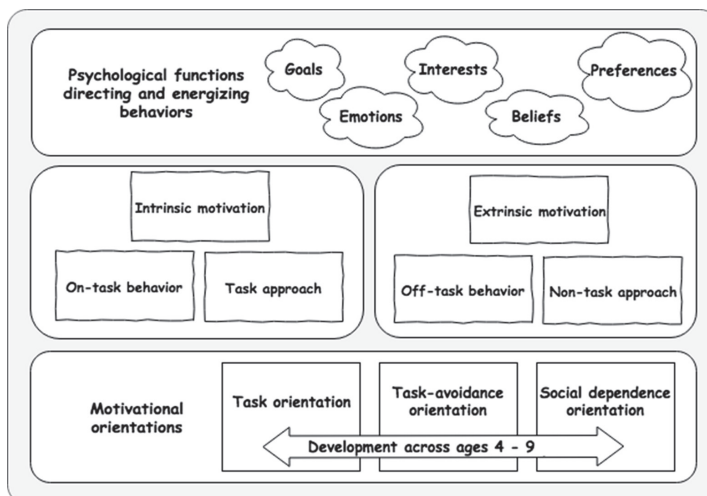 Psychological functions
directing and energizing
behaviors
Goals
Interests
Preferences
Emotions
Beliefs
Intrinsic motivation
On-task behavior
Task approach
Extrinsic motivation
Off-task behavior
Non-task approach
Motivational
orientations
Task orientation
Task-avoidance
orientation
Social dependence
orientation
Development across ages 4 - 9